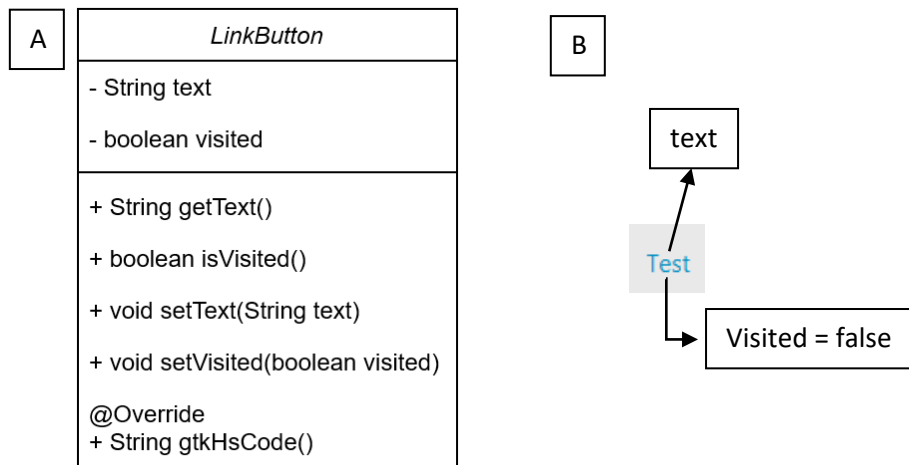 A
LinkButton
- String text
- boolean visited
+ String getText()
+ boolean isVisited()
+ void setText(String text)
+ void setVisited(boolean visited)
@Override
+ String gtkHsCode()
B
text
Test
Visited = false